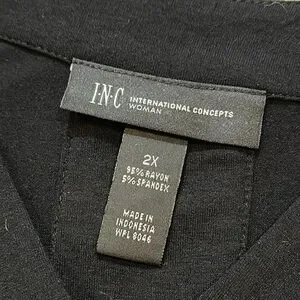 I·N·C INTERNATIONAL CONCEPTS
WOMAN
2X
95% RAYON
5% SPANDEX
MADE IN
INDONESIA
WPL 8046